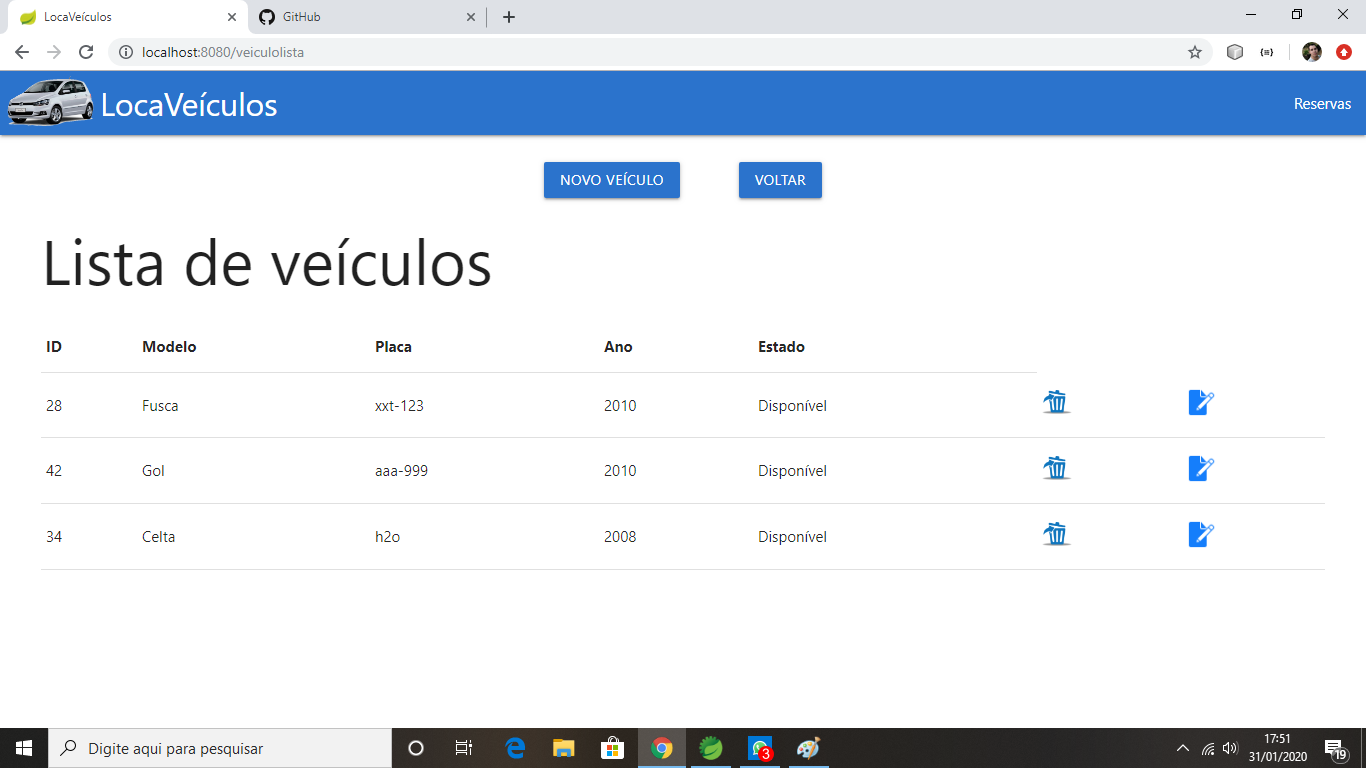 LocaVeículos GitHub
localhost:8080/veiculolista
LocaVeículos Reservas
NOVO VEÍCULO VOLTAR
Lista de veículos
ID Modelo Placa Ano Estado
28 Fusca xxt-123 2010 Disponível
42 Gol aaa-999 2010 Disponível
34 Celta h2o 2008 Disponível
Digite aqui para pesquisar
3
17:51
31/01/2020
19